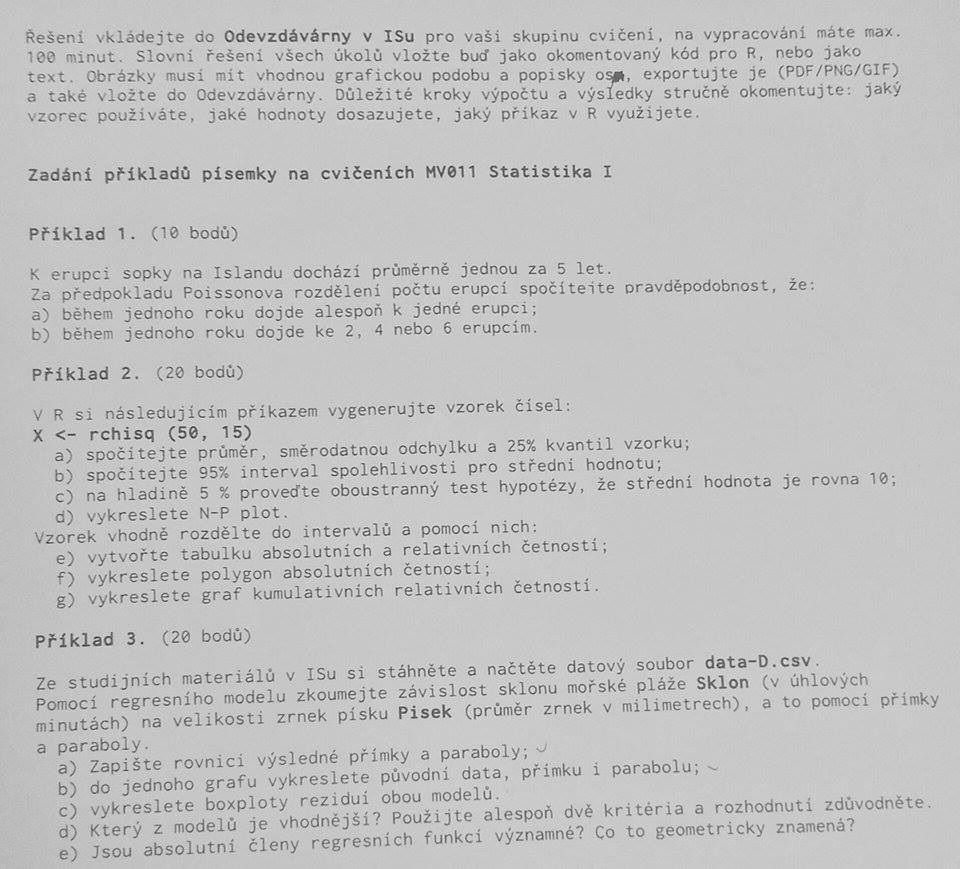 Řešení vkládejte do Odevzdávárny v ISu pro vaši skupinu cvičení, na vypracování máte max.
100 minut. Slovní řešení všech úkolů vložte buď jako okomentovaný kód pro R, nebo jako
text. Obrázky musí mít vhodnou grafickou podobu a popisky os, exportujte je (PDF/PNG/GIF)
a také vložte do Odevzdávárny. Důležité kroky výpočtu a výsledky stručně okomentujte: jaký
vzorec používáte, jaké hodnoty dosazujete, jaký příkaz v R využijete.
Zadání příkladů písemky na cvičeních MV011 Statistika I
Příklad 1. (10 bodů)
K erupci sopky na Islandu dochází průměrně jednou za 5 let.
Za předpokladu Poissonova rozdělení počtu erupcí spočítejte pravděpodobnost, že:
a) během jednoho roku dojde alespoň k jedné erupci;
b) během jednoho roku dojde ke 2, 4 nebo 6 erupcím.
Příklad 2. (20 bodů)
V R si následujícím příkazem vygenerujte vzorek čísel:
X <- rchisq (50, 15)
a) spočítejte průměr, směrodatnou odchylku a 25% kvantil vzorku;
b) spočítejte 95% interval spolehlivosti pro střední hodnotu;
c) na hladině 5 % proveďte oboustranný test hypotézy, že střední hodnota je rovna 10;
d) vykreslete N-P plot.
Vzorek vhodně rozdělte do intervalů a pomocí nich:
e) vytvořte tabulku absolutních a relativních četností;
f) vykreslete polygon absolutních četností;
g) vykreslete graf kumulativních relativních četností.
Příklad 3. (20 bodů)
Ze studijních materiálů v ISu si stáhněte a načtěte datový soubor data-D.csv.
Pomocí regresního modelu zkoumejte závislost sklonu mořské pláže Sklon (v úhlových
minutách) na velikosti zrnek písku Pisek (průměr zrnek v milimetrech), a to pomocí přímky
a paraboly.
a) Zapište rovnici výsledné přímky a paraboly;
b) do jednoho grafu vykreslete původní data, přímku i parabolu;
c) vykreslete boxploty reziduí obou modelů.
d) Který z modelů je vhodnější? Použijte alespoň dvě kritéria a rozhodnutí zdůvodněte.
e) Jsou absolutní členy regresních funkcí významné? Co to geometricky znamená?